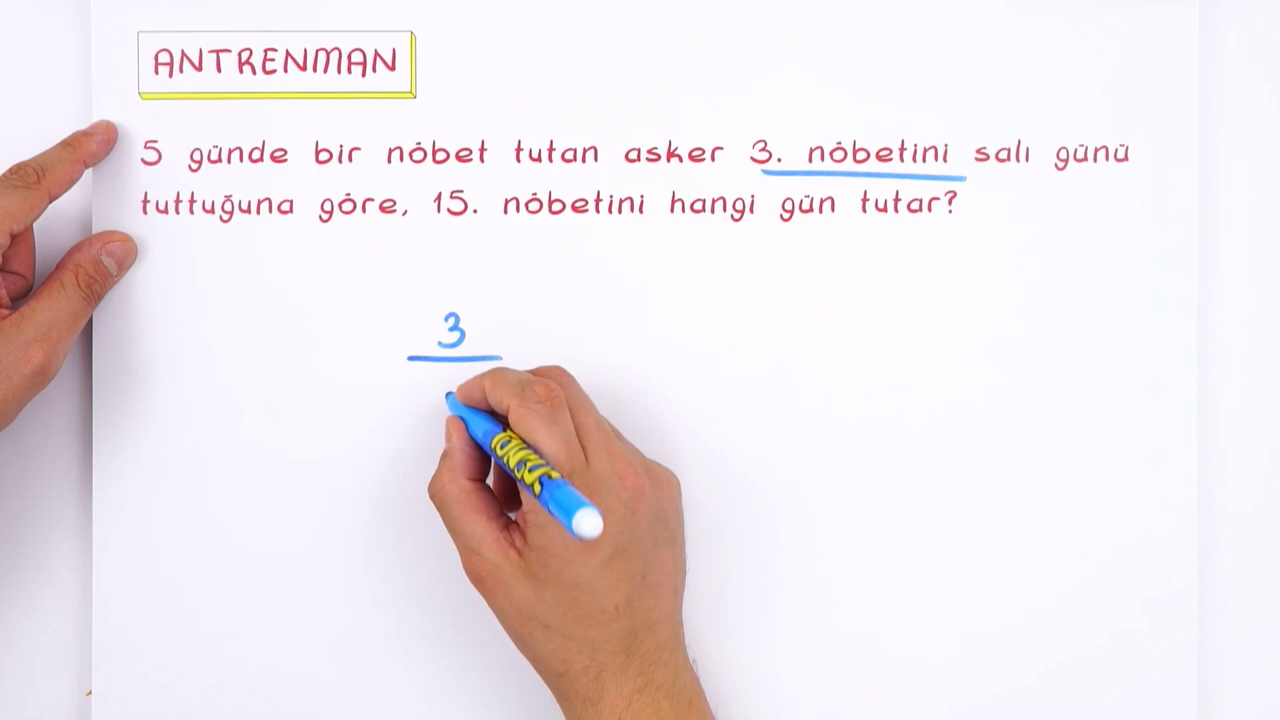 ANTRENMAN
5 günde bir nöbet tutan asker 3. nöbetini salı günü
tuttuğuna göre, 15. nöbetini hangi gün tutar?
3